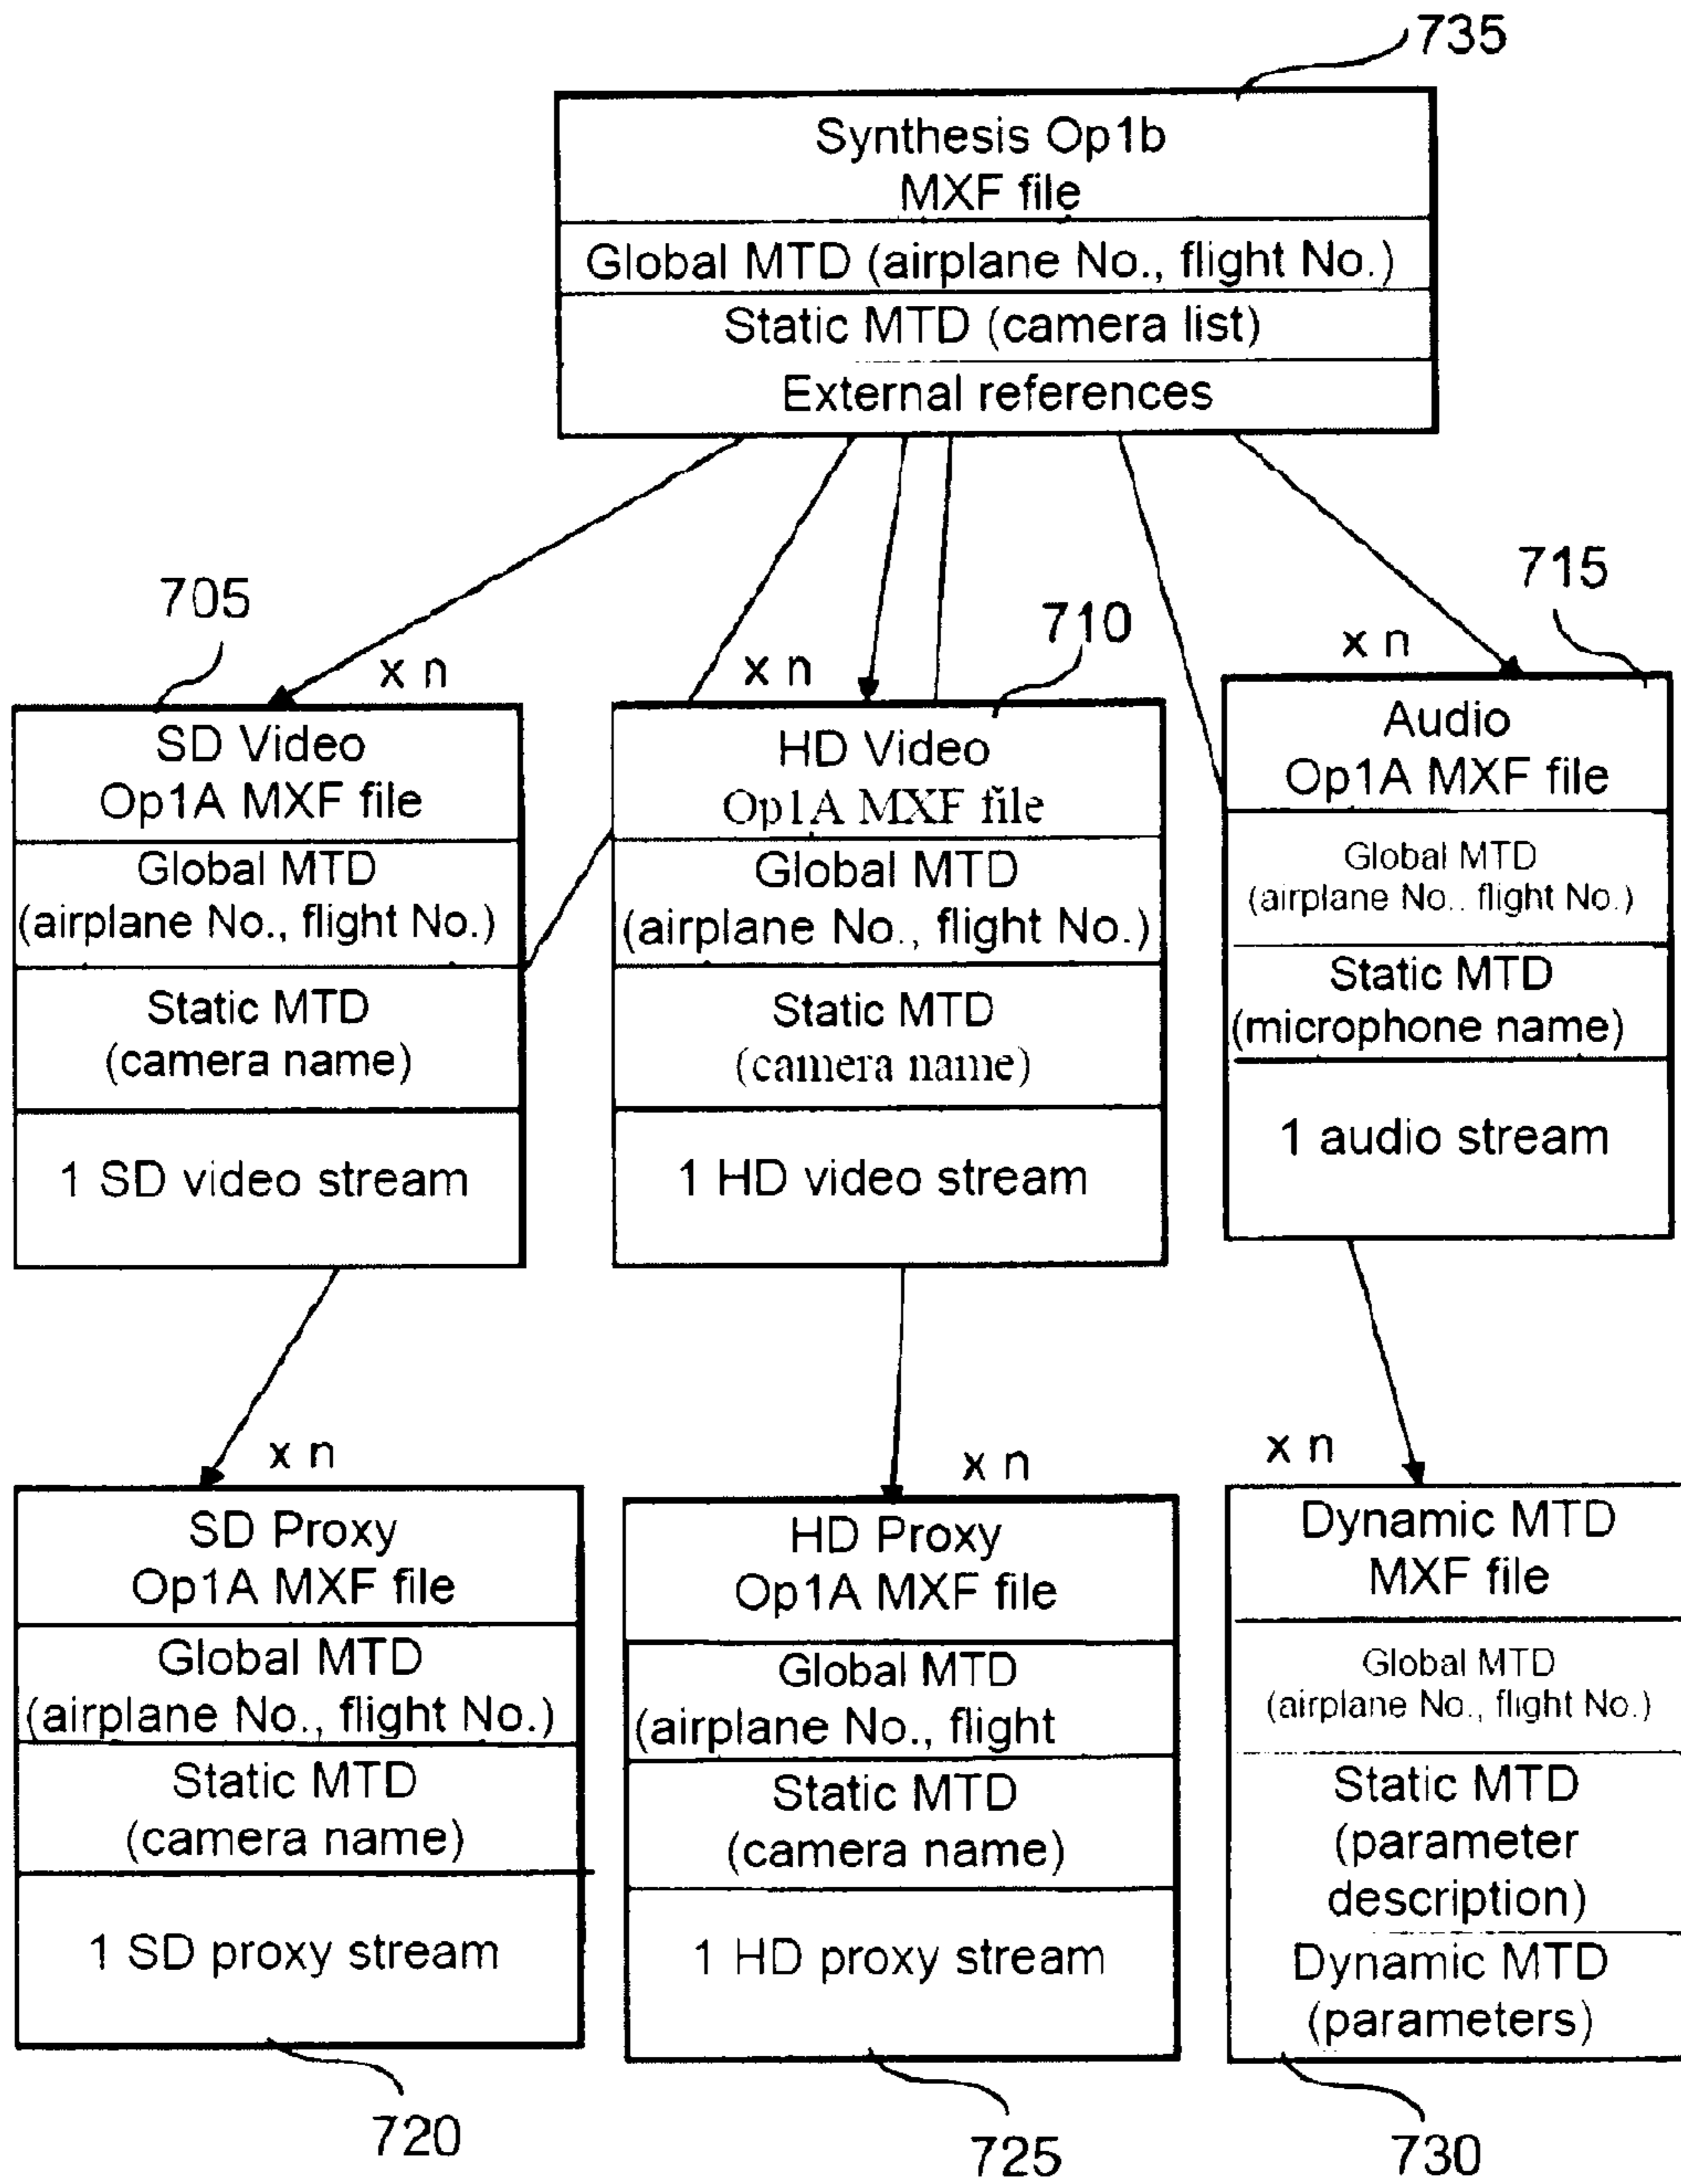 735
Synthesis Op1b
MXF file
Global MTD (airplane No., flight No.)
Static MTD (camera list)
External references
705
x n
SD Video
Op1A MXF file
Global MTD
(airplane No., flight No.)
Static MTD
(camera name)
1 SD video stream
710
x n
HD Video
Op1A MXF file
Global MTD
(airplane No., flight No.)
Static MTD
(camera name)
1 HD video stream
715
x n
Audio
Op1A MXF file
Global MTD
(airplane No.. flight No.)
Static MTD
(microphone name)
1 audio stream
x n
SD Proxy
Op1A MXF file
Global MTD
(airplane No., flight No.)
Static MTD
(camera name)
1 SD proxy stream
720
x n
HD Proxy
Op1A MXF file
Global MTD
(airplane No., flight
Static MTD
(camera name)
1 HD proxy stream
725
x n
Dynamic MTD
MXF file
Global MTD
(airplane No., flight No.)
Static MTD
(parameter
description)
Dynamic MTD
(parameters)
730